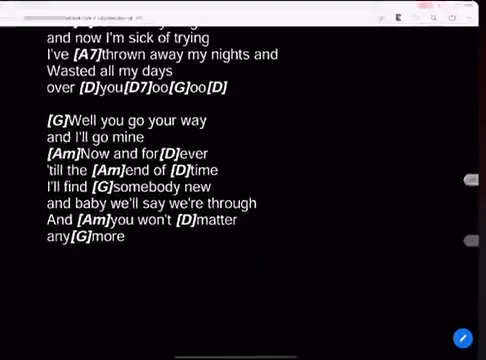 and now I'm sick of trying
I've [A7]thrown away my nights and
Wasted all my days
over [D]you[D7]oo[G]oo[D]
[G]Well you go your way
and I'll go mine
[Am]Now and for[D]ever
'till the [Am]end of [D]time
I'll find [G]somebody new
and baby we'll say we're through
And [Am]you won't [D]matter
any[G]more